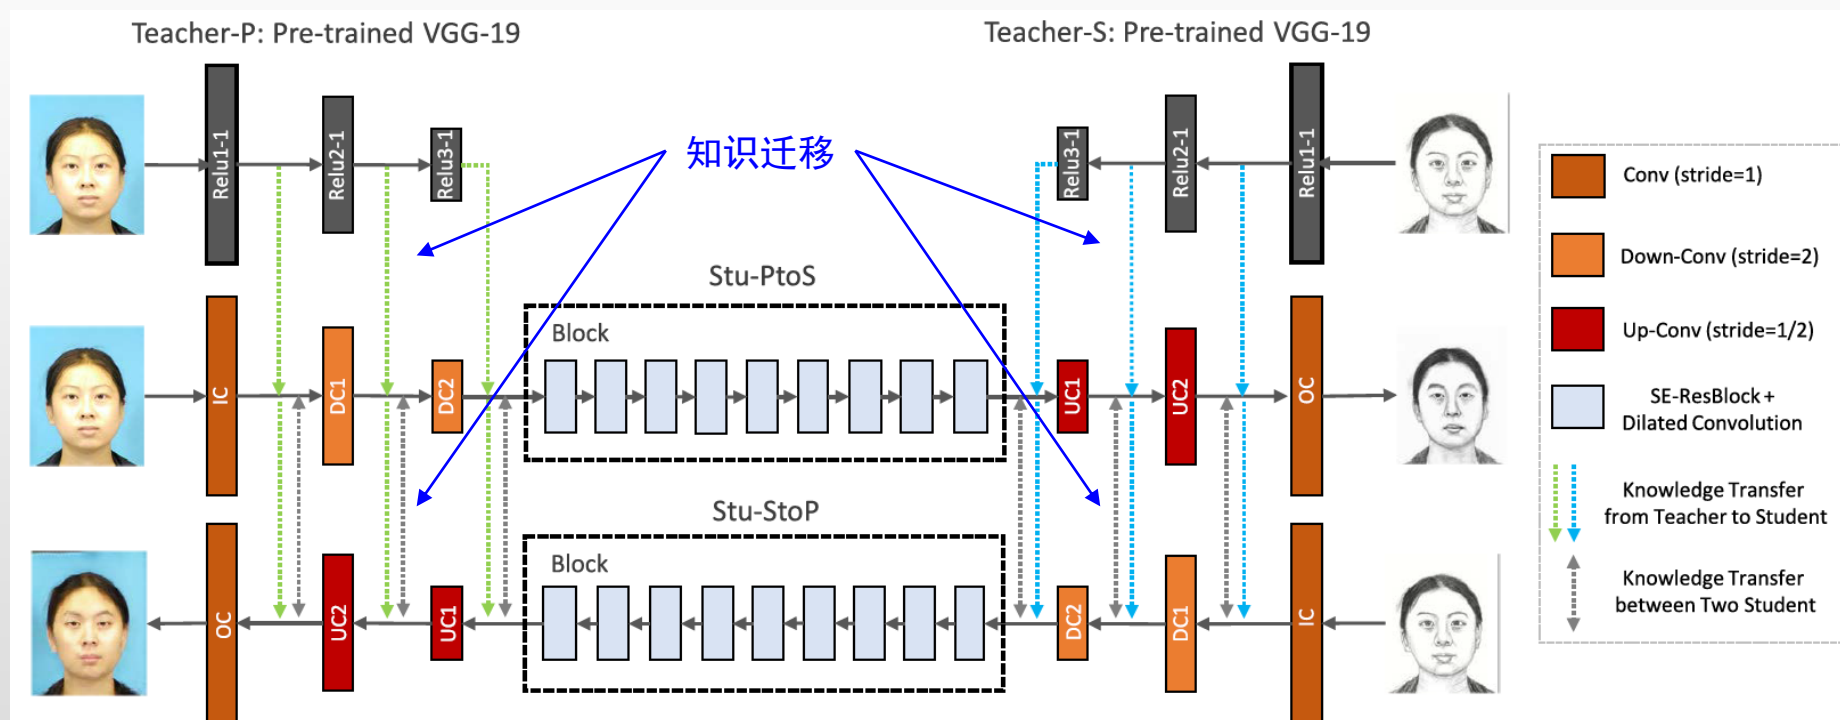 Teacher-P: Pre-trained VGG-19
Teacher-S: Pre-trained VGG-19
Relu1-1
Relu2-1
Relu3-1
知识迁移
Relu3-1
Relu2-1
Relu1-1
Stu-PtoS
Block
IC
DC1
DC2
UC1
UC2
OC
Stu-StoP
Block
OC
UC2
UC1
DC2
DC1
IC
Conv (stride=1)
Down-Conv (stride=2)
Up-Conv (stride=1/2)
SE-ResBlock +
Dilated Convolution
Knowledge Transfer
from Teacher to Student
Knowledge Transfer
between Two Student